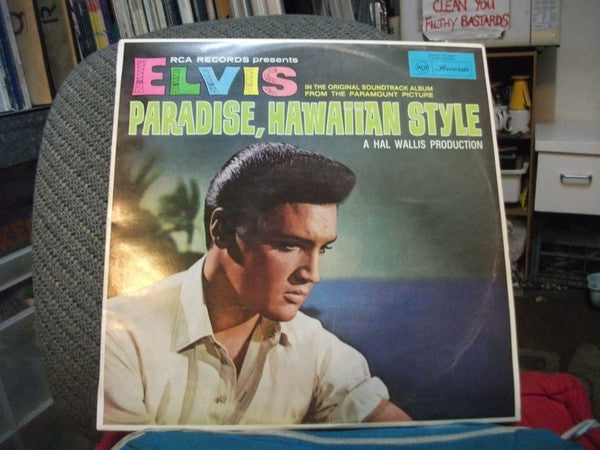 CLEAN YOU
FILTHY BASTARDS
RCA RECORDS presents
ELVIS
IN THE ORIGINAL SOUNDTRACK ALBUM
FROM THE PARAMOUNT PICTURE
RCA Records
PARADISE, HAWAIIAN STYLE
A HAL WALLIS PRODUCTION